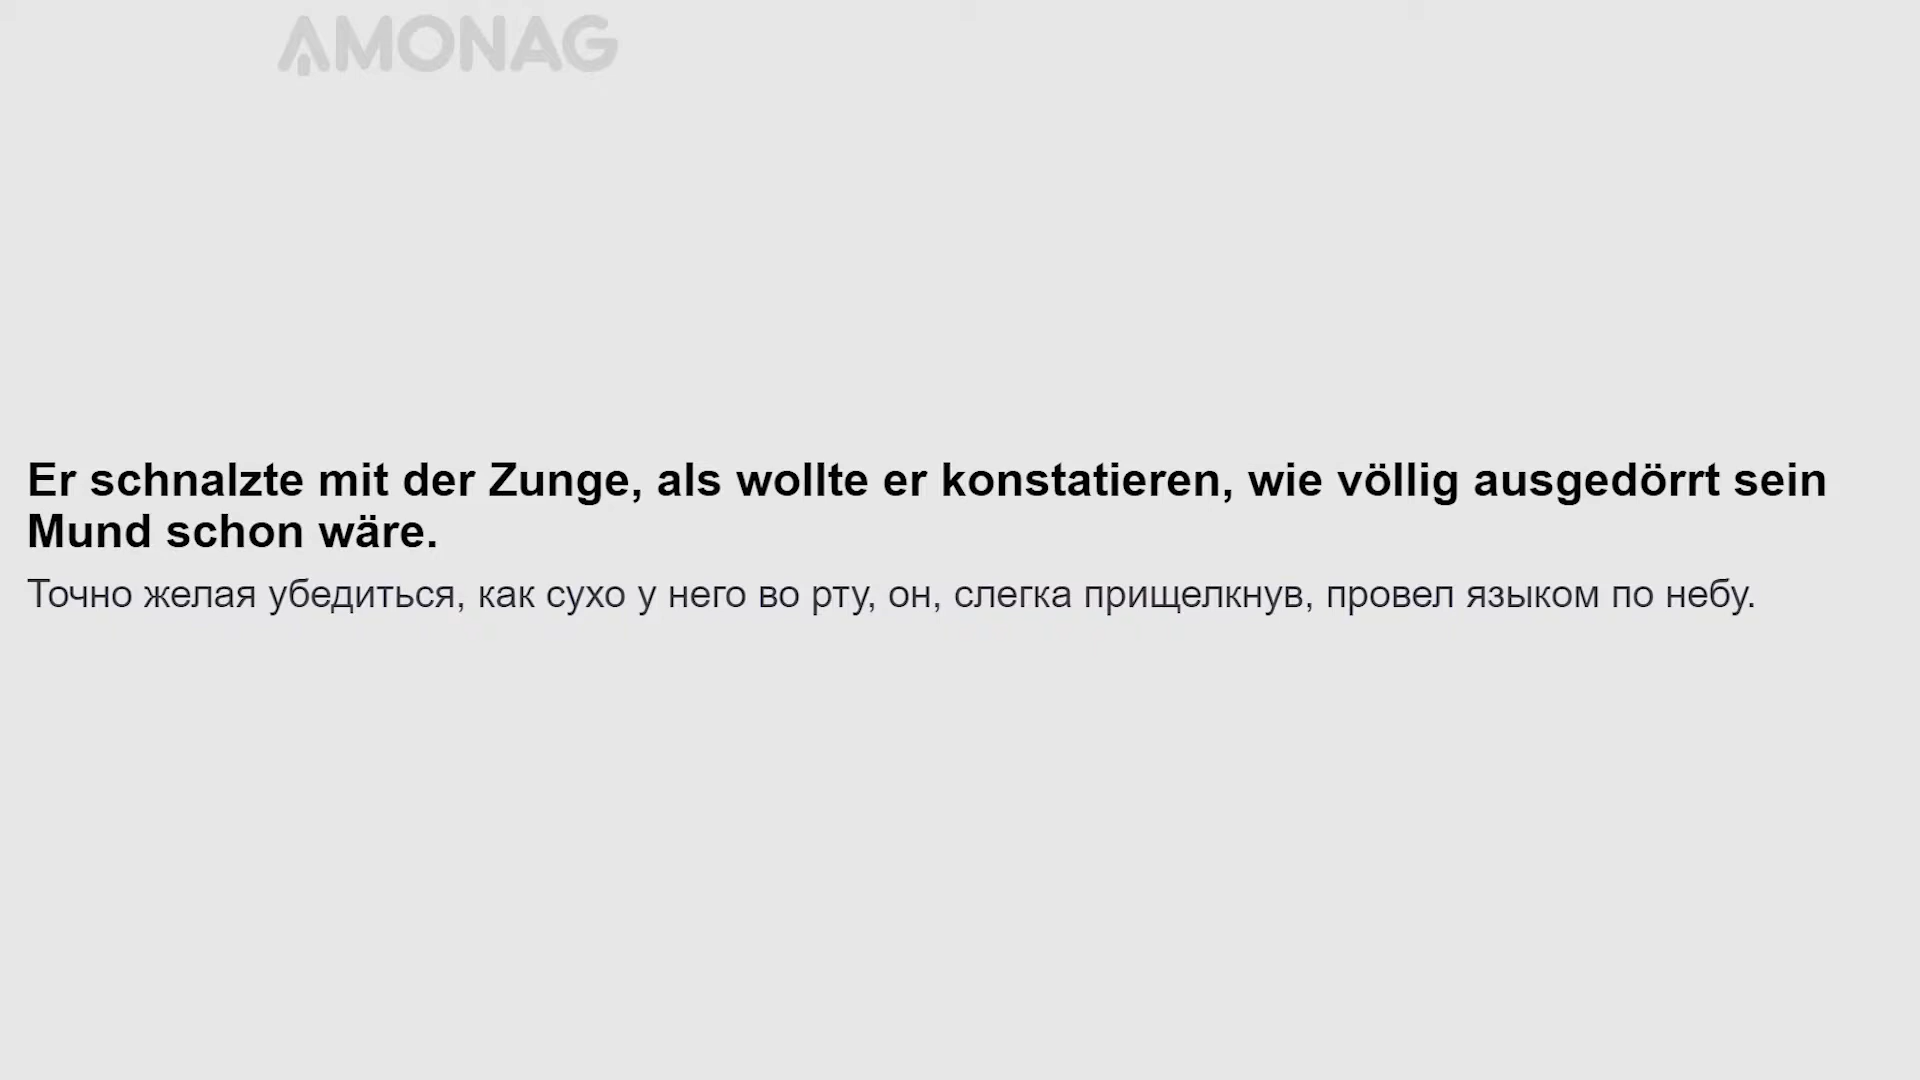 AMONAG
Er schnalzte mit der Zunge, als wollte er konstatieren, wie völlig ausgedörrt sein
Mund schon wäre.
Точно желая убедиться, как сухо у него во рту, он, слегка прищелкнув, провел языком по небу.